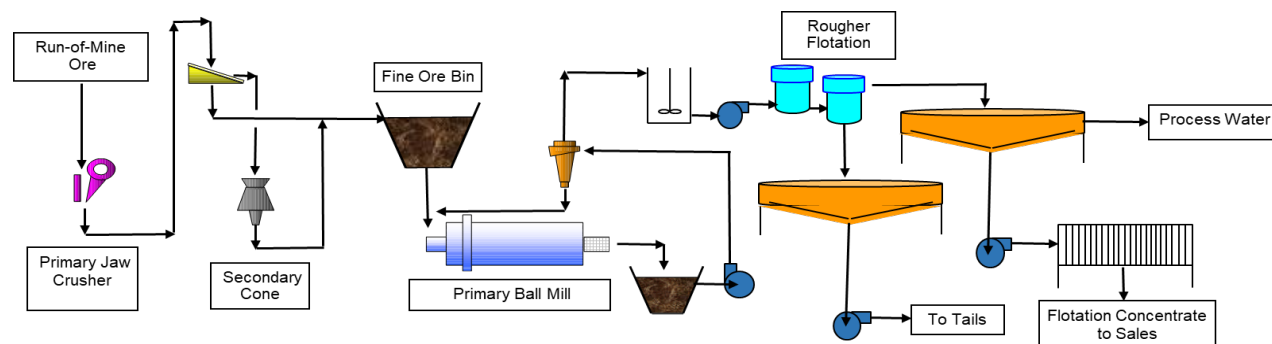 Run-of-Mine
Ore
Primary Jaw
Crusher
Secondary
Cone
Fine Ore Bin
Primary Ball Mill
Rougher
Flotation
Process Water
To Tails
Flotation Concentrate
to Sales